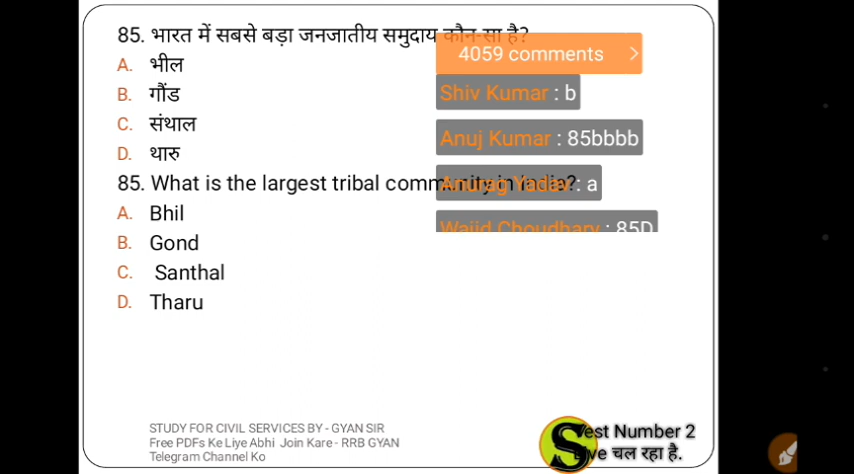 85. भारत में सबसे बड़ा जनजातीय समुदाय कौन-सा है?
A. भील
B. गौंड
C. संथाल
D. थारु
85. What is the largest tribal community in India?
A. Bhil
B. Gond
C. Santhal
D. Tharu
4059 comments >
Shiv Kumar : b
Anuj Kumar : 85bbbb
Anurag Yadav : a
Wajid Choudhary : 85D
STUDY FOR CIVIL SERVICES BY - GYAN SIR
Free PDFs Ke Liye Abhi Join Kare - RRB GYAN
Telegram Channel Ko
S
Test Number 2
Live चल रहा है.